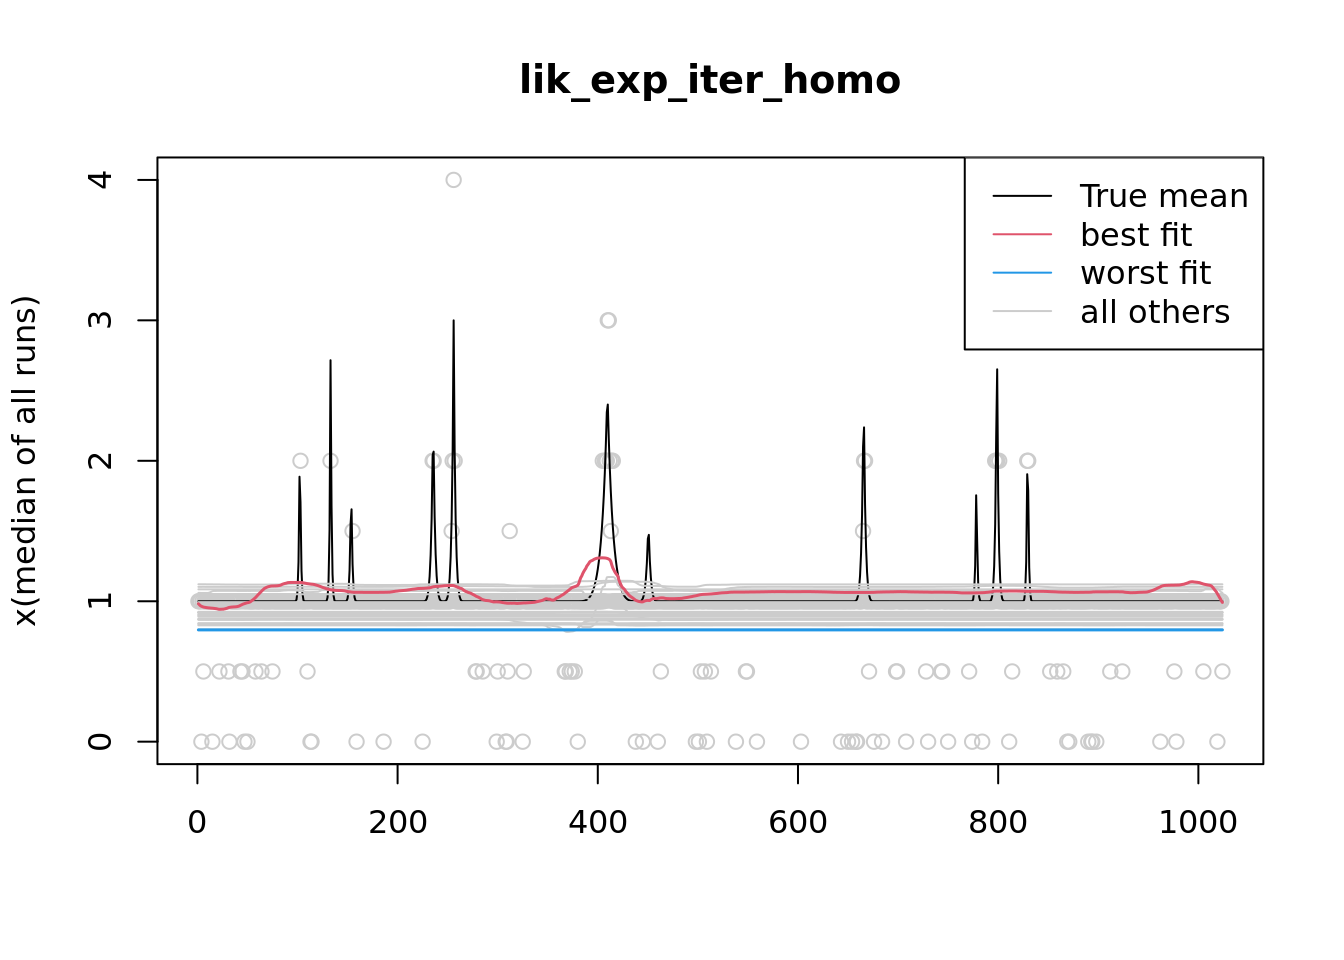 lik_exp_iter_homo
x(median of all runs)
4
3
2
1
0
True mean
best fit
worst fit
all others
0 200 400 600 800 1000